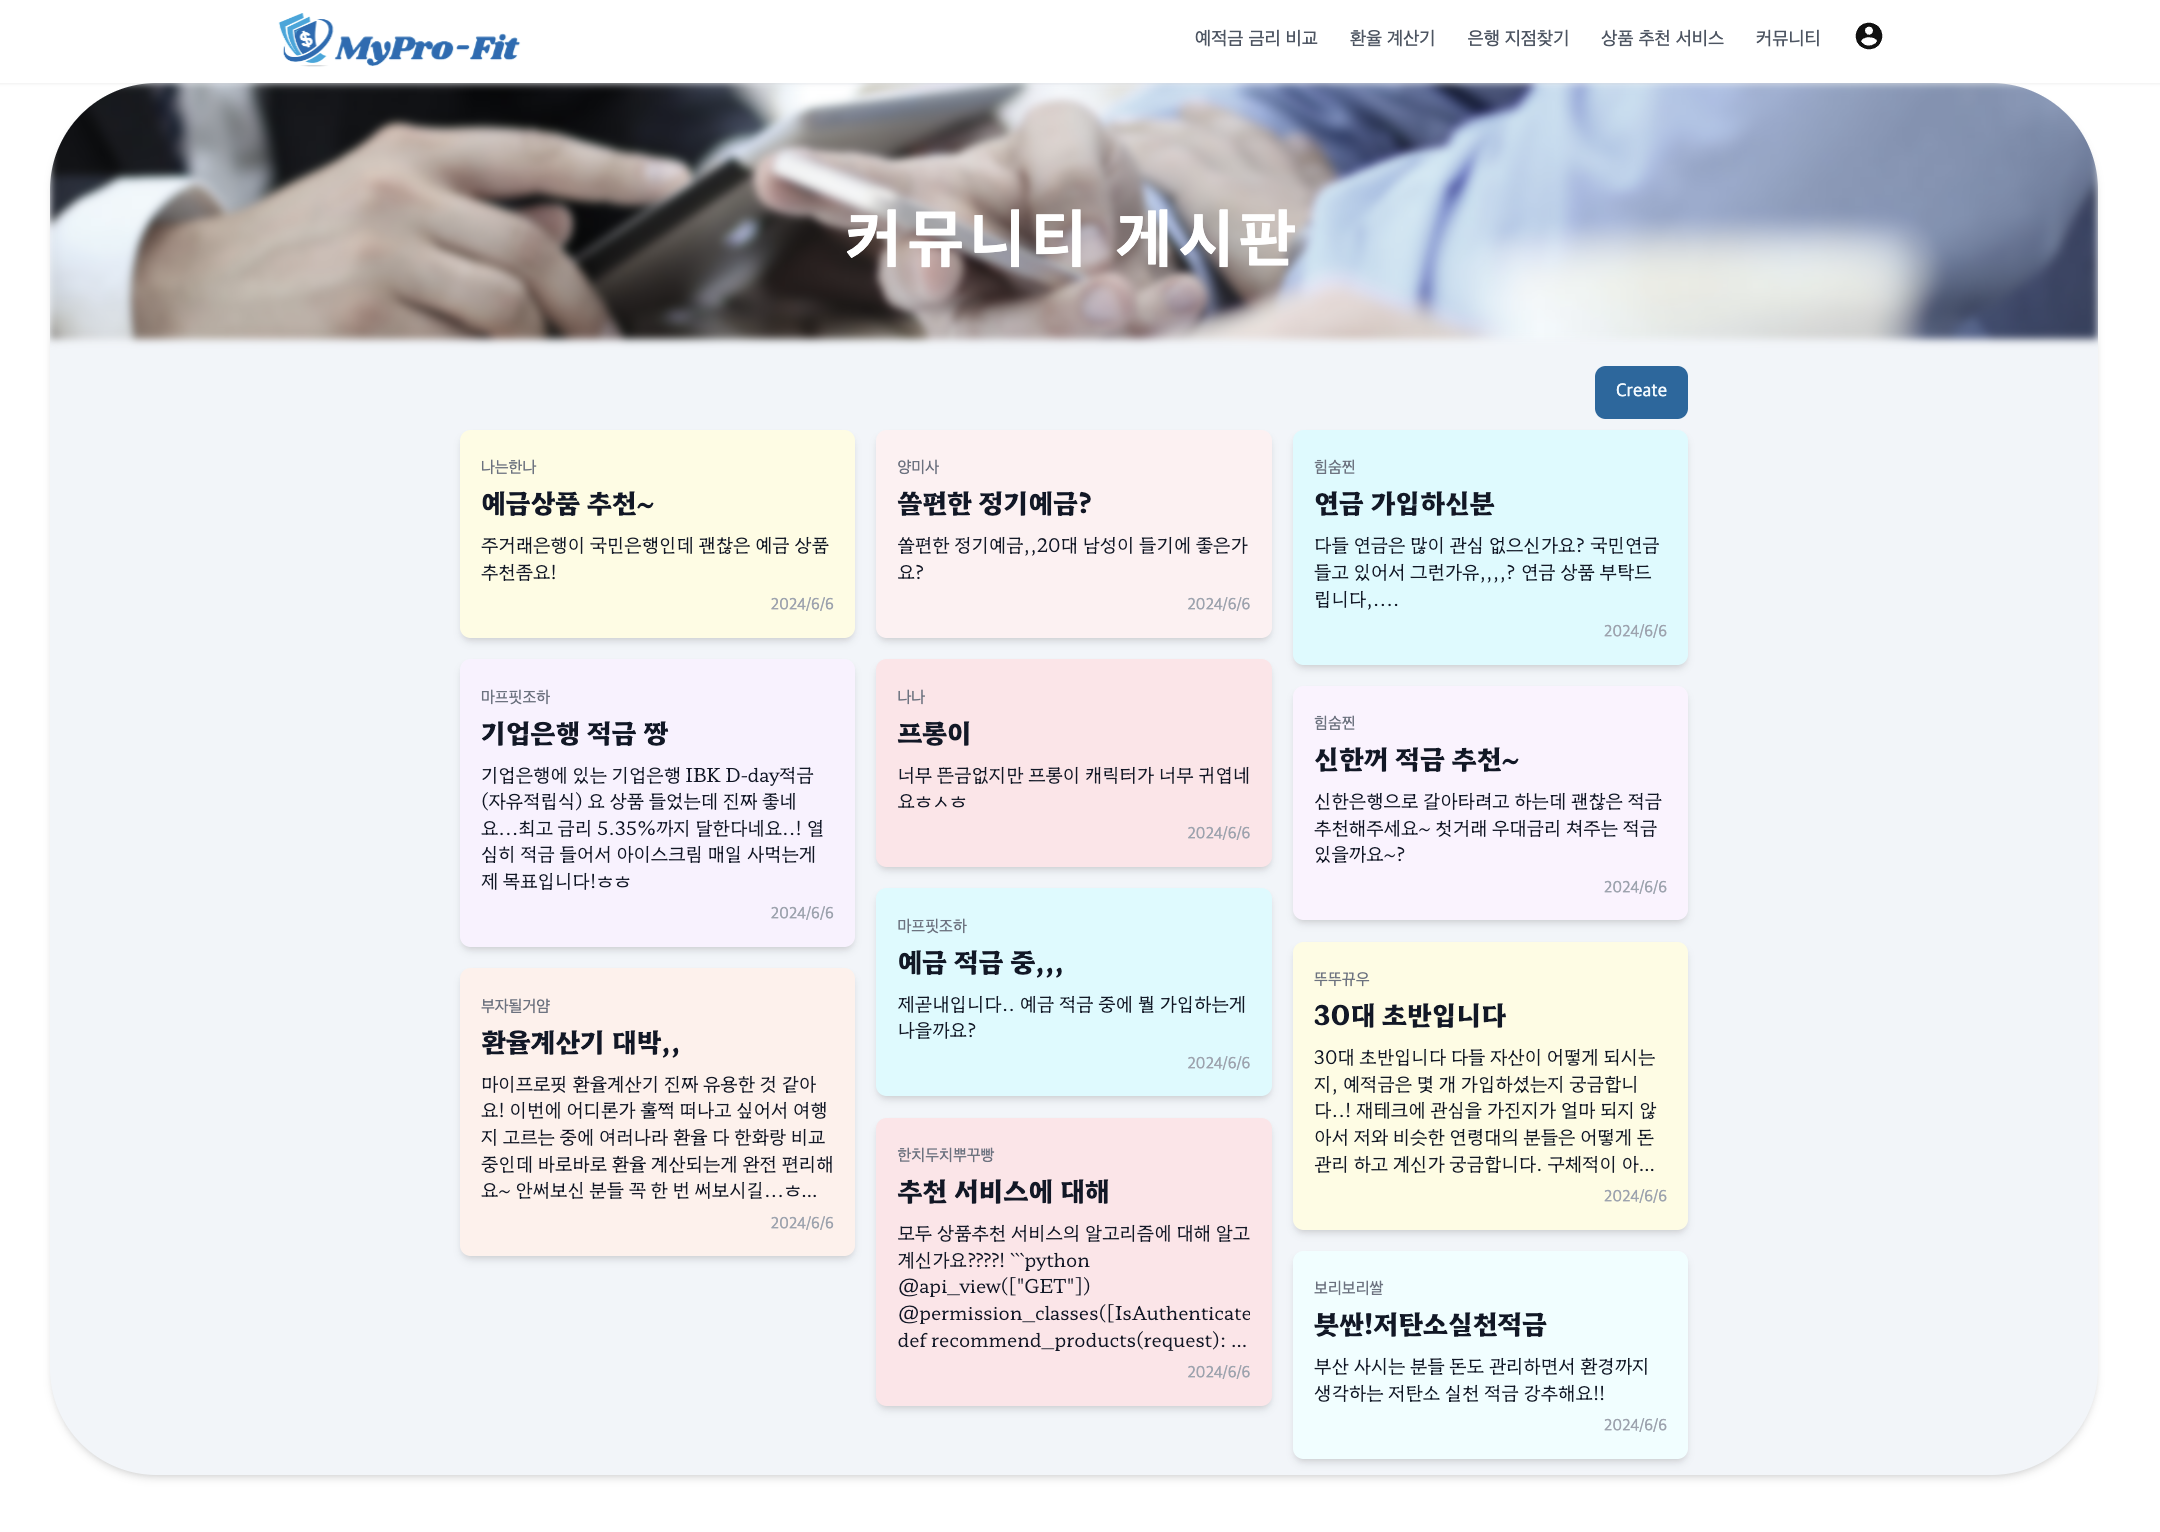 MyPro-Fit
예적금 금리 비교
환율 계산기
은행 지점찾기
상품 추천 서비스
커뮤니티
커뮤니티 게시판
Create
나는한나
예금상품 추천~
주거래은행이 국민은행인데 괜찮은 예금 상품
추천좀요!
2024/6/6
마프핏조하
기업은행 적금 짱
기업은행에 있는 기업은행 IBK D-day적금
(자유적립식) 요 상품 들었는데 진짜 좋네
요...최고 금리 5.35%까지 달한다네요..! 열
심히 적금 들어서 아이스크림 매일 사먹는게
제 목표입니다!ㅎㅎ
2024/6/6
부자될거얌
환율계산기 대박,,
마이프로핏 환율계산기 진짜 유용한 것 같아
요! 이번에 어디론가 훌쩍 떠나고 싶어서 여행
지 고르는 중에 여러나라 환율 다 한화랑 비교
중인데 바로바로 환율 계산되는게 완전 편리해
요~ 안써보신 분들 꼭 한 번 써보시길...ㅎ...
2024/6/6
양미사
쏠편한 정기예금?
쏠편한 정기예금,,20대 남성이 들기에 좋은가
요?
2024/6/6
나나
프롱이
너무 뜬금없지만 프롱이 캐릭터가 너무 귀엽네
요ㅎㅅㅎ
2024/6/6
마프핏조하
예금 적금 중,,,
제곧내입니다.. 예금 적금 중에 뭘 가입하는게
나을까요?
2024/6/6
한치두치뿌꾸빵
추천 서비스에 대해
모두 상품추천 서비스의 알고리즘에 대해 알고
계신가요????! ```python
@api_view(["GET"])
@permission_classes([IsAuthenticate
def recommend_products(request): ...
2024/6/6
힘숨찐
연금 가입하신분
다들 연금은 많이 관심 없으신가요? 국민연금
들고 있어서 그런가유,,,,? 연금 상품 부탁드
립니다,....
2024/6/6
힘숨찐
신한꺼 적금 추천~
신한은행으로 갈아타려고 하는데 괜찮은 적금
추천해주세요~ 첫거래 우대금리 쳐주는 적금
있을까요~?
2024/6/6
뚜뚜뀨우
30대 초반입니다
30대 초반입니다 다들 자산이 어떻게 되시는
지, 예적금은 몇 개 가입하셨는지 궁금합니
다..! 재테크에 관심을 가진지가 얼마 되지 않
아서 저와 비슷한 연령대의 분들은 어떻게 돈
관리 하고 계신가 궁금합니다. 구체적이 아...
2024/6/6
보리보리쌀
붓싼!저탄소실천적금
부산 사시는 분들 돈도 관리하면서 환경까지
생각하는 저탄소 실천 적금 강추해요!!
2024/6/6